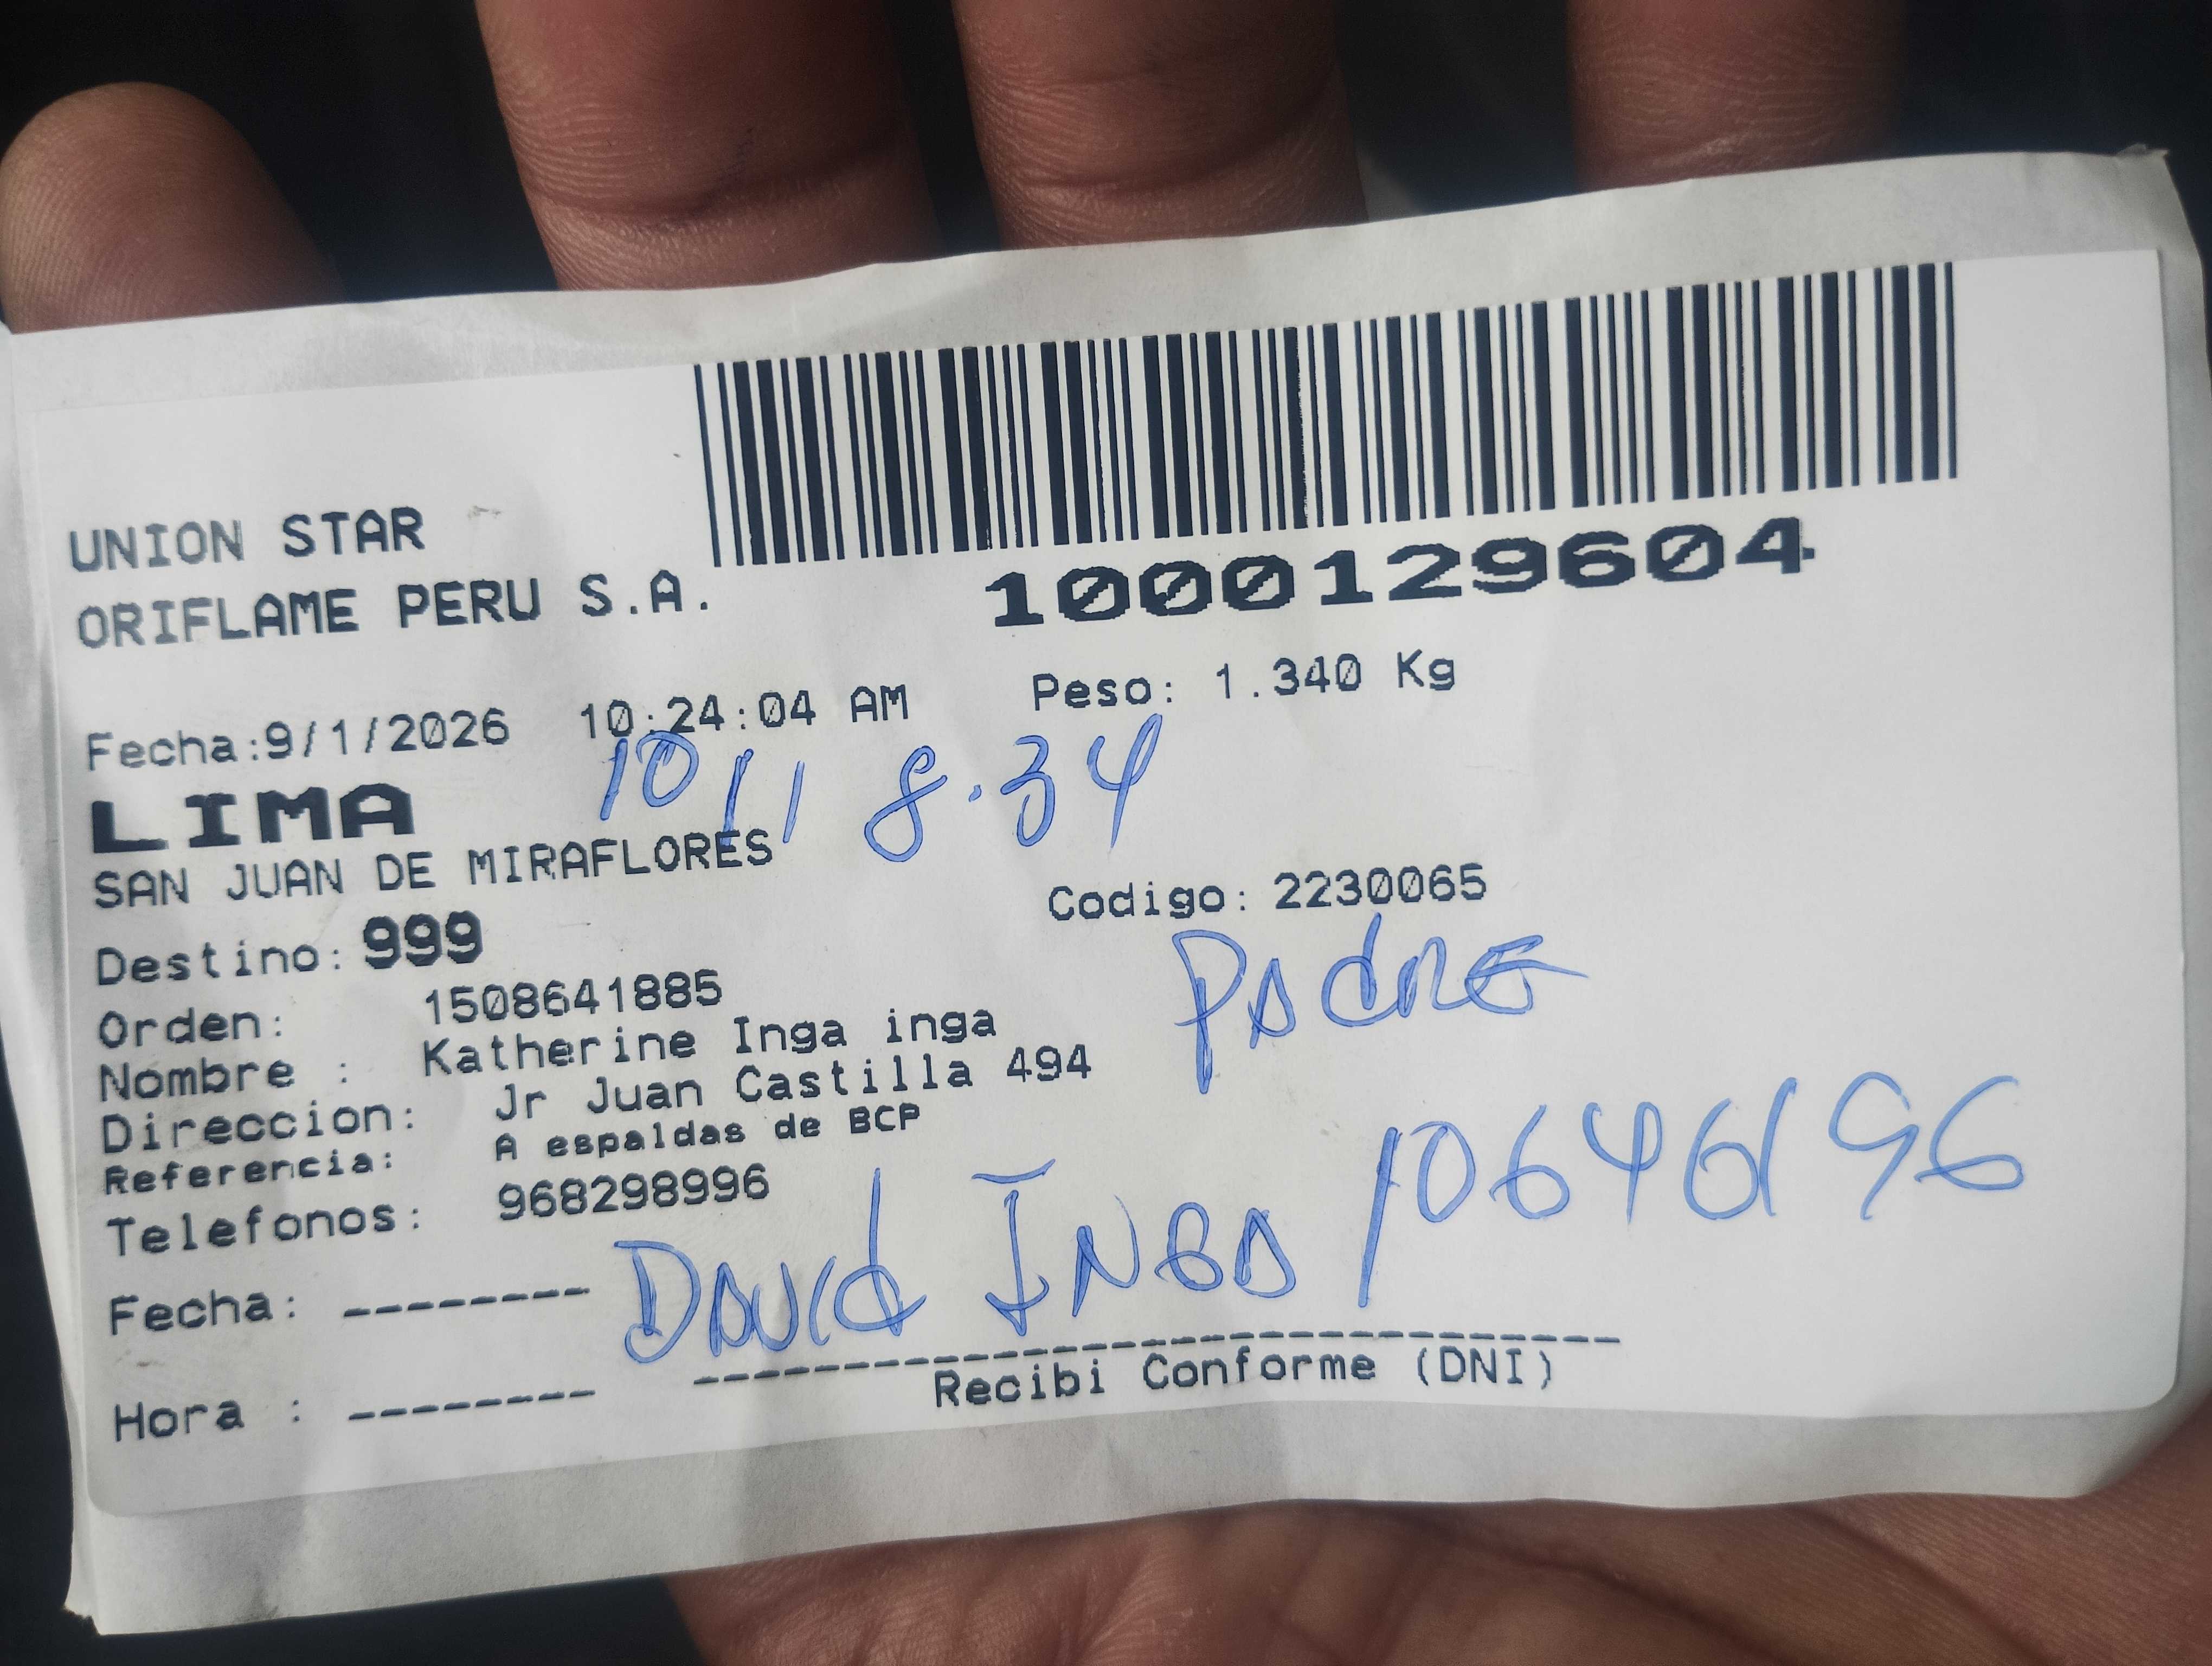 UNION STAR
ORIFLAME PERU S.A.
1000129604
Fecha:9/1/2026 10:24:04 AM Peso: 1.340 Kg
LIMA 10/1 8.34
SAN JUAN DE MIRAFLORES
Destino: 999 Codigo: 2230065
Orden: 1508641885
Nombre : Katherine Inga inga PADRE
Direccion: Jr Juan Castilla 494
Referencia: A espaldas de BCP
Telefonos: 968298996
David INGA / 10646196
Fecha: --------
Recibi Conforme (DNI)
Hora : --------